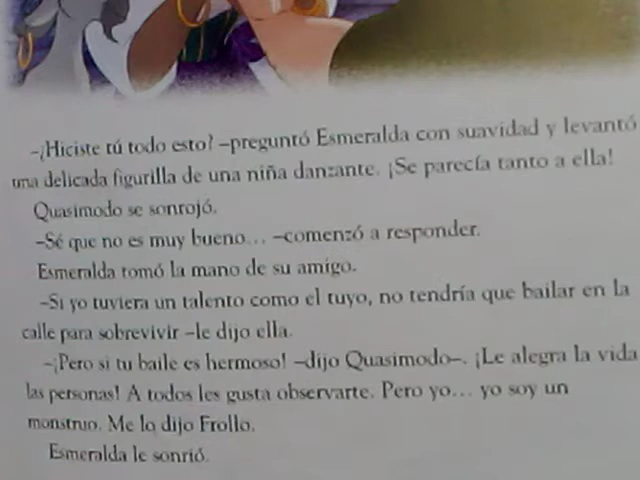 –¿Hiciste tú todo esto? –preguntó Esmeralda con suavidad y levantó
una delicada figurilla de una niña danzante. ¡Se parecía tanto a ella!
Quasimodo se sonrojó.
–Sé que no es muy bueno... –comenzó a responder.
Esmeralda tomó la mano de su amigo.
–Si yo tuviera un talento como el tuyo, no tendría que bailar en la
calle para sobrevivir –le dijo ella.
–¡Pero si tu baile es hermoso! –dijo Quasimodo–. ¡Le alegra la vida
las personas! A todos les gusta observarte. Pero yo... yo soy un
monstruo. Me lo dijo Frollo.
Esmeralda le sonrió.